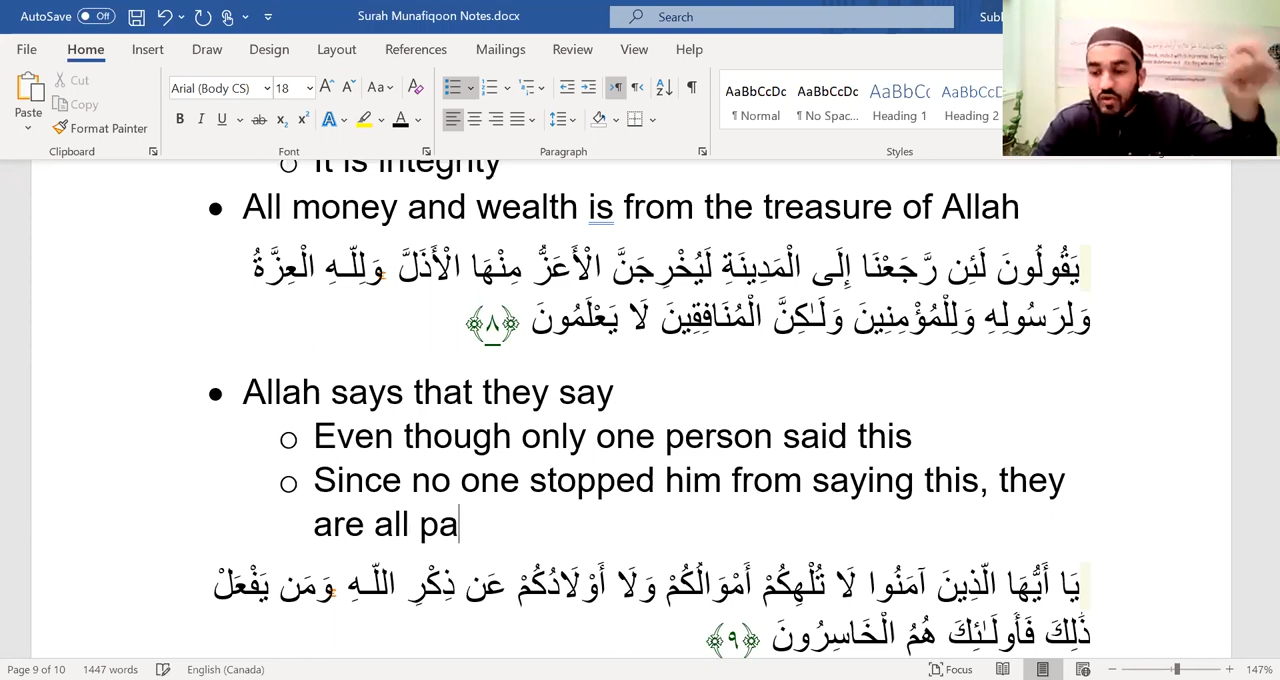 AutoSave Off Surah Munafiqoon Notes.docx Search
File Home Insert Draw Design Layout References Mailings Review View Help
Paste Cut Copy Format Painter
Arial (Body CS) 18
AaBbCcDc AaBbCcDc AaBbCc AaBbCcD
¶ Normal ¶ No Spac... Heading 1 Heading 2
Clipboard Font Paragraph Styles
○ It is integrity
• All money and wealth is from the treasure of Allah
يَقُولُونَ لَئِن رَّجَعْنَا إِلَى الْمَدِينَةِ لَيُخْرِجَنَّ الْأَعَزُّ مِنْهَا الْأَذَلَّ وَلِلَّـهِ الْعِزَّةُ
وَلِرَسُولِهِ وَلِلْمُؤْمِنِينَ وَلَـٰكِنَّ الْمُنَافِقِينَ لَا يَعْلَمُونَ ﴿٨﴾
• Allah says that they say
○ Even though only one person said this
○ Since no one stopped him from saying this, they
are all pa
يَا أَيُّهَا الَّذِينَ آمَنُوا لَا تُلْهِكُمْ أَمْوَالُكُمْ وَلَا أَوْلَادُكُمْ عَن ذِكْرِ اللَّـهِ وَمَن يَفْعَلْ
ذَٰلِكَ فَأُولَـٰئِكَ هُمُ الْخَاسِرُونَ ﴿٩﴾
Page 9 of 10 1447 words English (Canada) Focus 147%